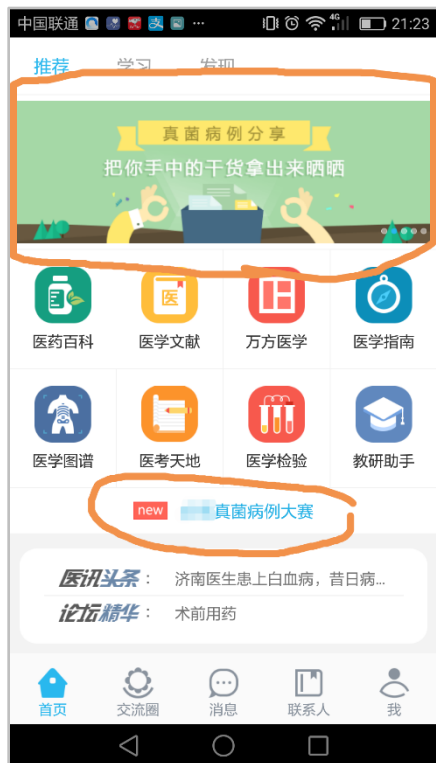 中国联通 4G 21:23
推荐 学习 发现
真菌病例分享
把你手中的干货拿出来晒晒
医药百科 医学文献 万方医学 医学指南
医学图谱 医考天地 医学检验 教研助手
new 真菌病例大赛
医讯头条： 济南医生患上白血病，昔日病...
论坛精华： 术前用药
首页 交流圈 消息 联系人 我